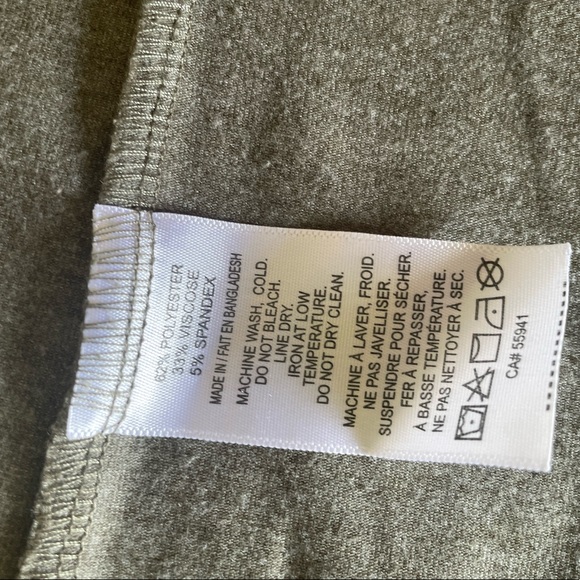 62% POLYESTER
33% VISCOSE
5% SPANDEX
MADE IN / FAIT EN BANGLADESH
MACHINE WASH, COLD.
DO NOT BLEACH.
LINE DRY.
IRON AT LOW
TEMPERATURE.
DO NOT DRY CLEAN.
MACHINE À LAVER, FROID.
NE PAS JAVELLISER.
SUSPENDRE POUR SÉCHER.
FER À REPASSER,
À BASSE TEMPÉRATURE.
NE PAS NETTOYER À SEC.
CA# 55941